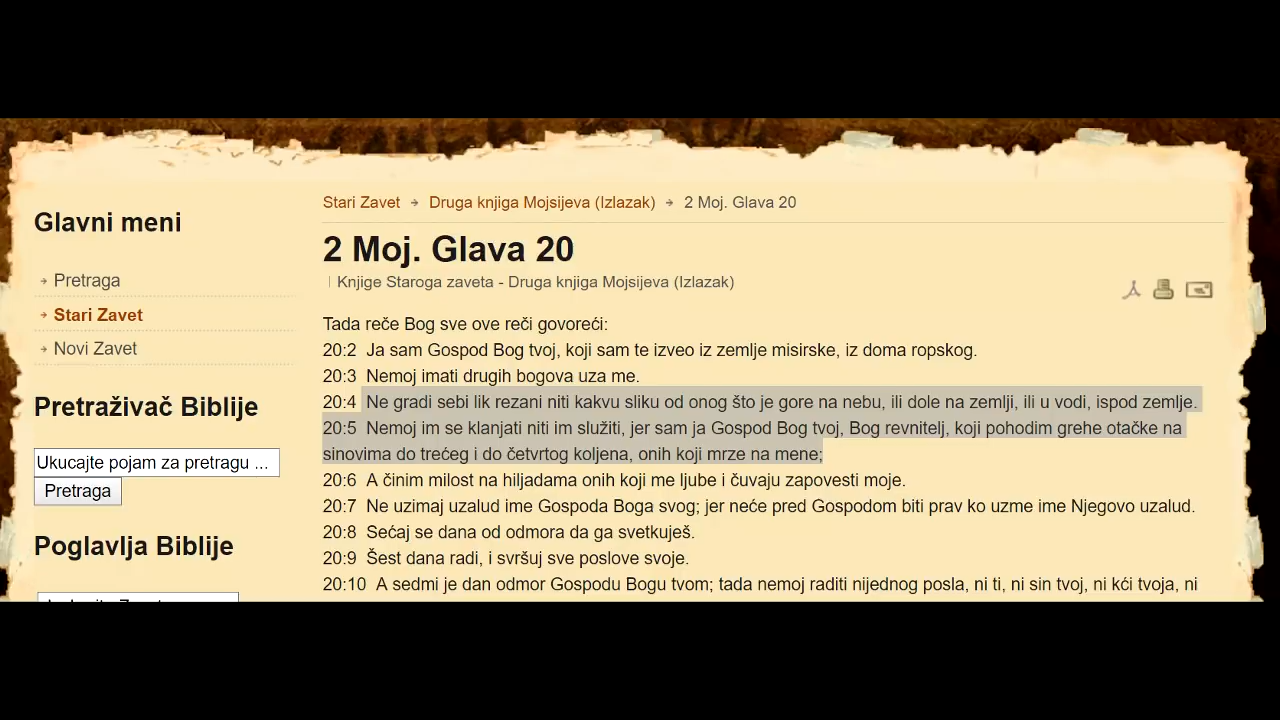 Glavni meni
Pretraga
Stari Zavet
Novi Zavet
Pretraživač Biblije
Ukucajte pojam za pretragu ...
Pretraga
Poglavlja Biblije
Stari Zavet Druga knjiga Mojsijeva (Izlazak) 2 Moj. Glava 20
2 Moj. Glava 20
Knjige Staroga zaveta - Druga knjiga Mojsijeva (Izlazak)
Tada reče Bog sve ove reči govoreći:
20:2 Ja sam Gospod Bog tvoj, koji sam te izveo iz zemlje misirske, iz doma ropskog.
20:3 Nemoj imati drugih bogova uza me.
20:4 Ne gradi sebi lik rezani niti kakvu sliku od onog što je gore na nebu, ili dole na zemlji, ili u vodi, ispod zemlje.
20:5 Nemoj im se klanjati niti im služiti, jer sam ja Gospod Bog tvoj, Bog revnitelj, koji pohodim grehe otačke na
sinovima do trećeg i do četvrtog koljena, onih koji mrze na mene;
20:6 A činim milost na hiljadama onih koji me ljube i čuvaju zapovesti moje.
20:7 Ne uzimaj uzalud ime Gospoda Boga svog; jer neće pred Gospodom biti prav ko uzme ime Njegovo uzalud.
20:8 Sećaj se dana od odmora da ga svetkuješ.
20:9 Šest dana radi, i svršuj sve poslove svoje.
20:10 A sedmi je dan odmor Gospodu Bogu tvom; tada nemoj raditi nijednog posla, ni ti, ni sin tvoj, ni kći tvoja, ni